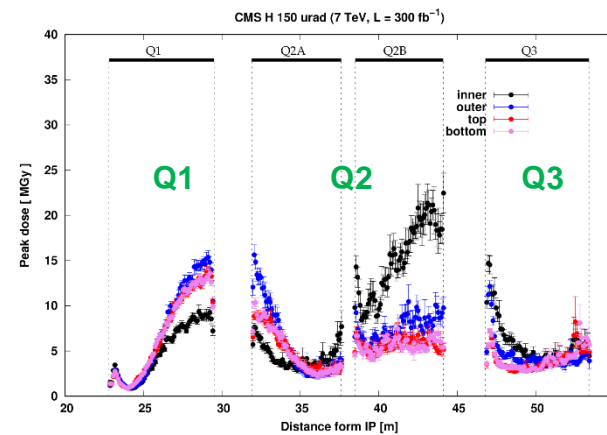 CMS H 150 urad (7 TeV, L = 300 fb⁻¹)
Q1 Q2A Q2B Q3
inner
outer
top
bottom
Q1 Q2 Q3
Peak dose [ MGy]
40
35
30
25
20
15
10
5
0
20 25 30 35 40 45 50
Distance form IP [m]